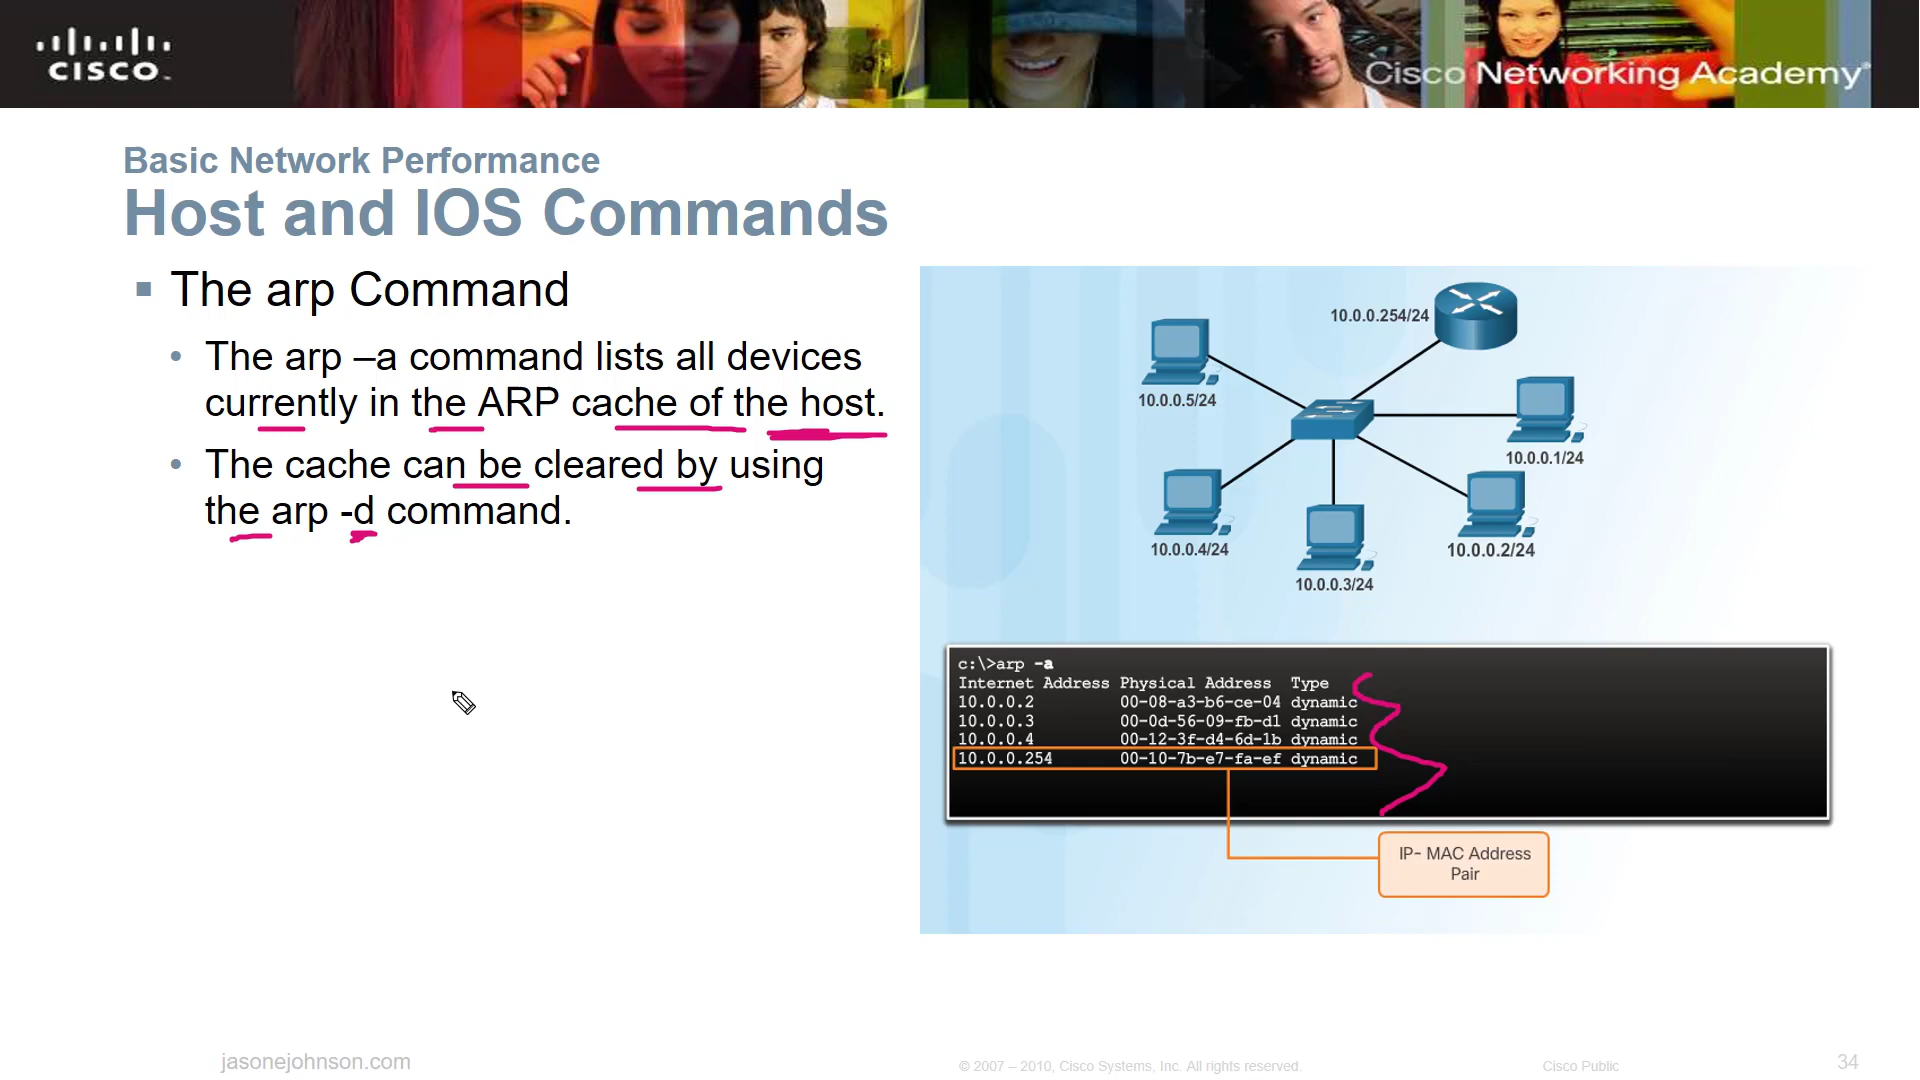 CISCO
Cisco Networking Academy®
Basic Network Performance
Host and IOS Commands
The arp Command
The arp –a command lists all devices
currently in the ARP cache of the host.
The cache can be cleared by using
the arp -d command.
10.0.0.254/24
10.0.0.5/24
10.0.0.1/24
10.0.0.4/24
10.0.0.2/24
10.0.0.3/24
c:\>arp -a
Internet Address Physical Address Type
10.0.0.2 00-08-a3-b6-ce-04 dynamic
10.0.0.3 00-0d-56-09-fb-d1 dynamic
10.0.0.4 00-12-3f-d4-6d-1b dynamic
10.0.0.254 00-10-7b-e7-fa-ef dynamic
IP- MAC Address
Pair
jasonejohnson.com
© 2007 – 2010, Cisco Systems, Inc. All rights reserved.
Cisco Public
34